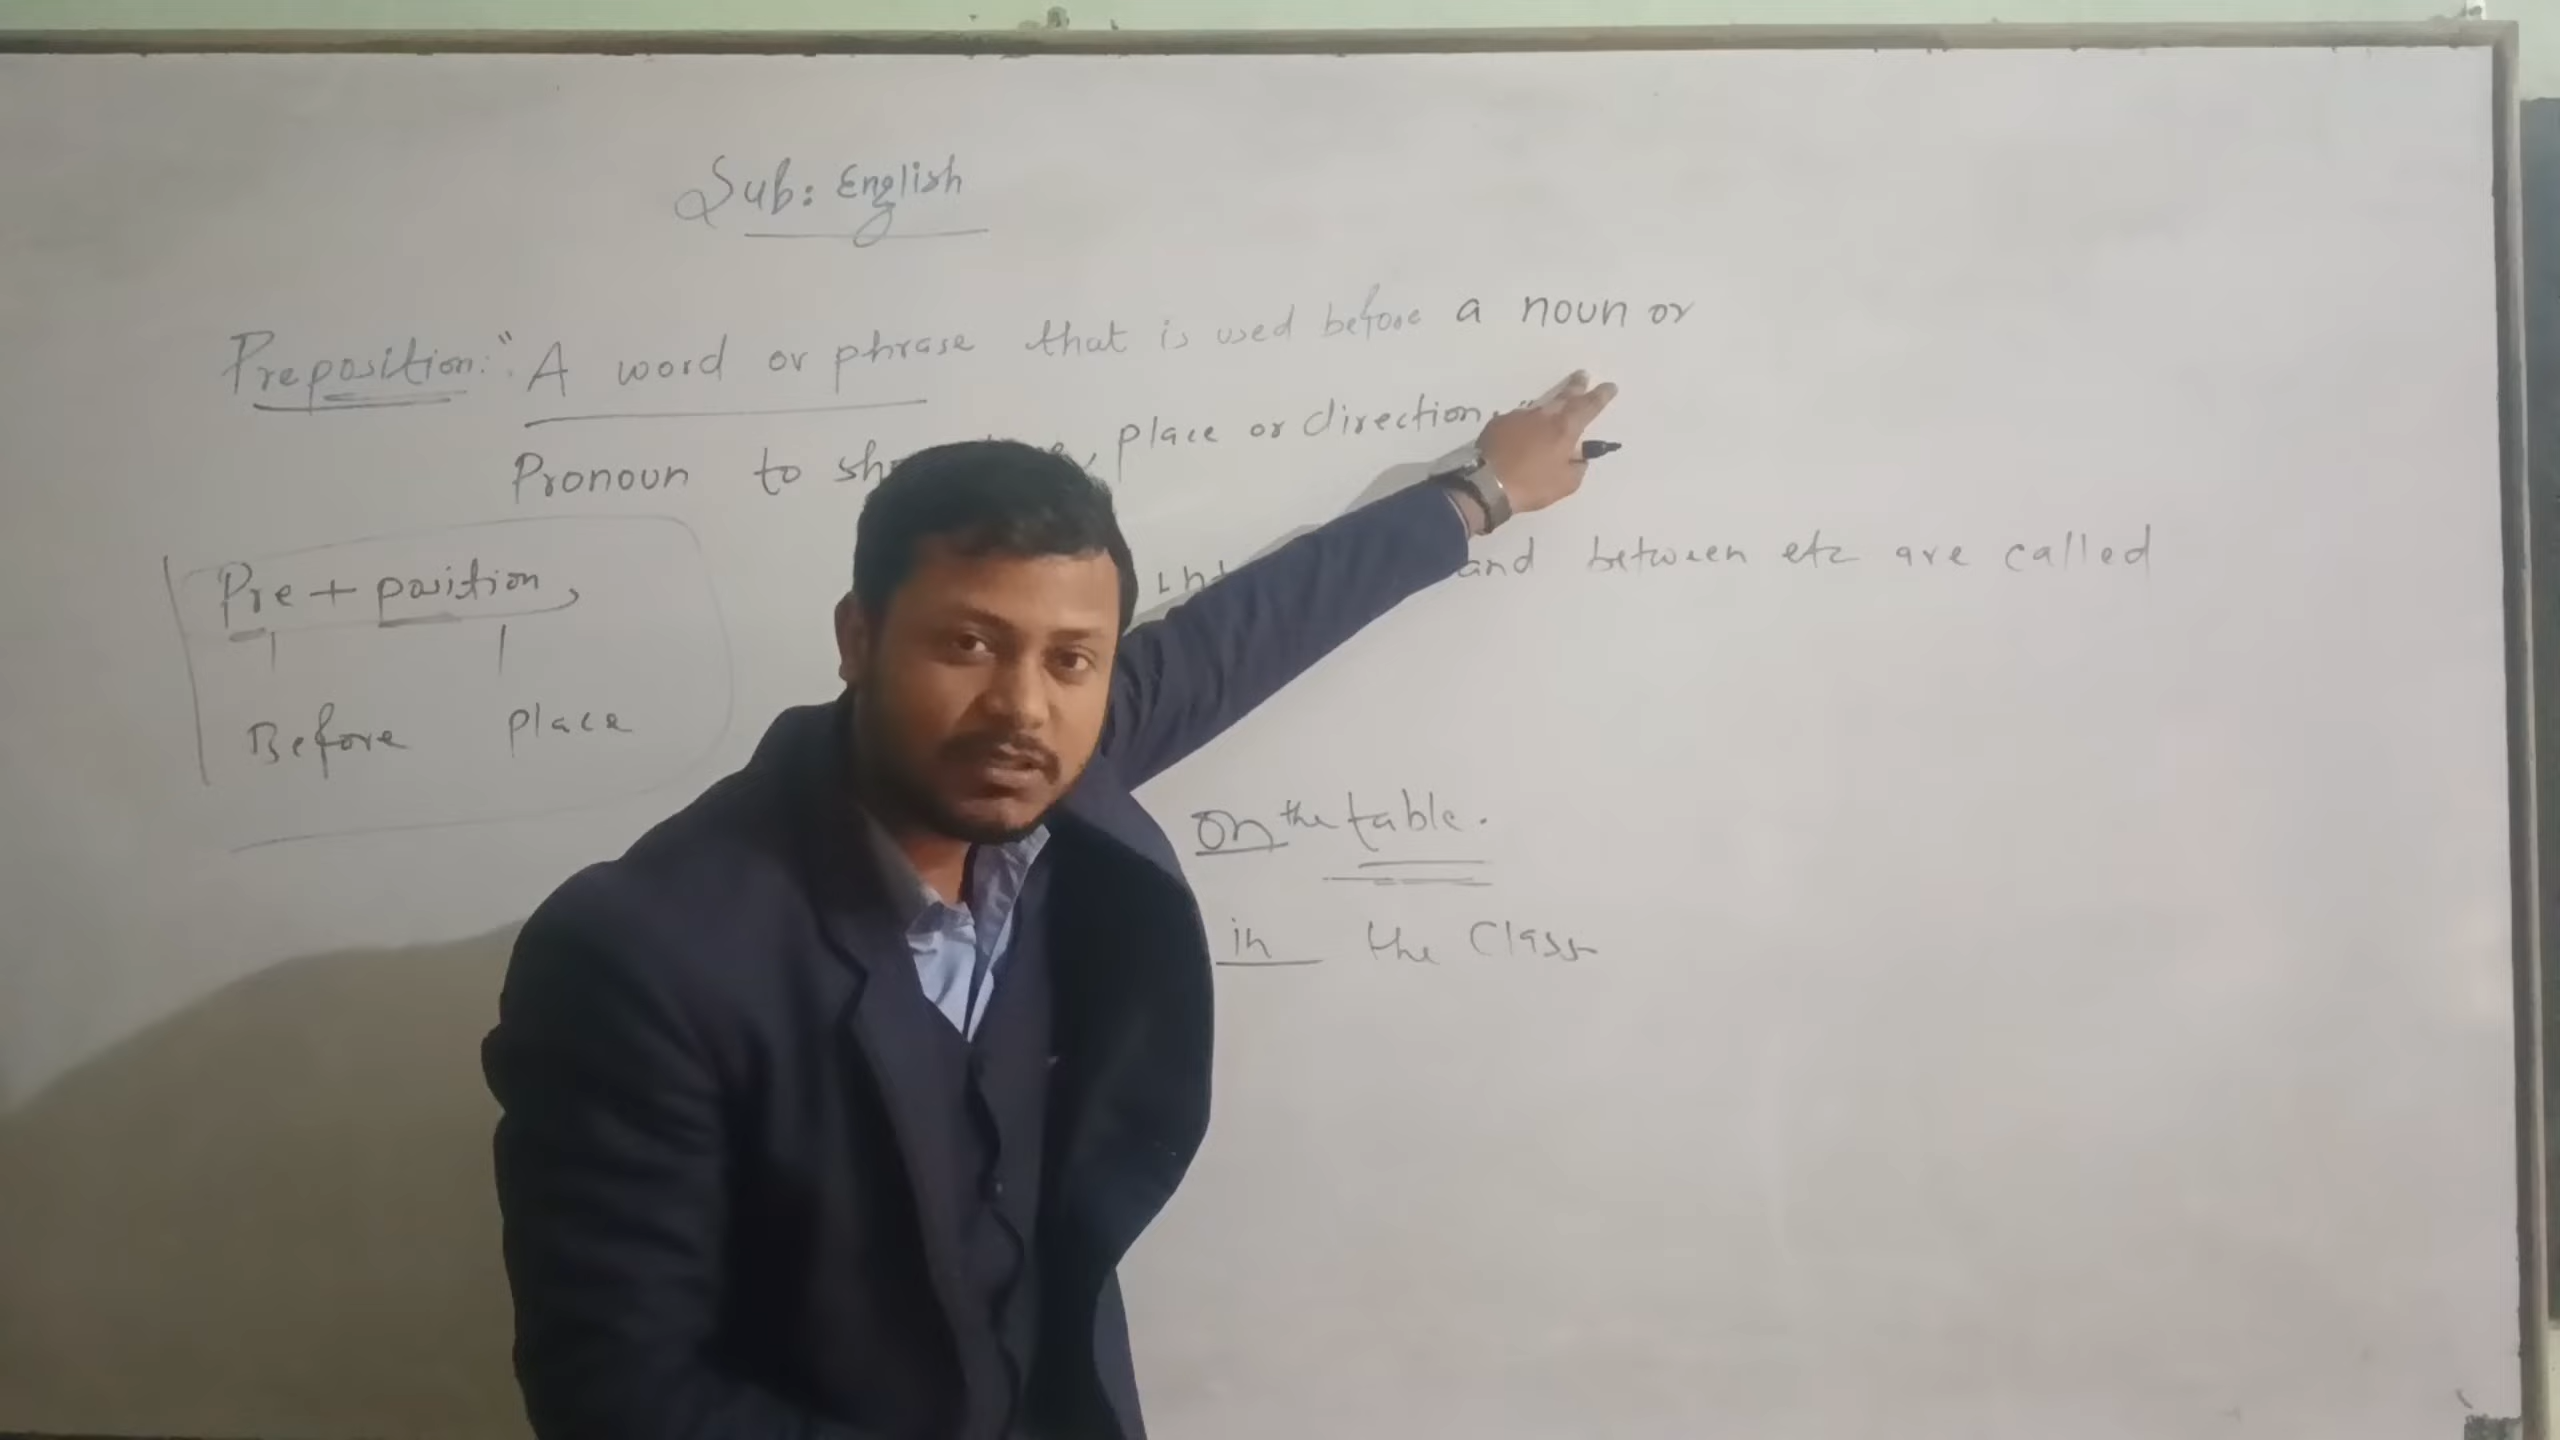 Sub: English
Preposition: "A word or phrase that is used before a noun or
Pronoun to place or direction."
and between etc are called
Pre + position,
Before place
on the table.
in the Class